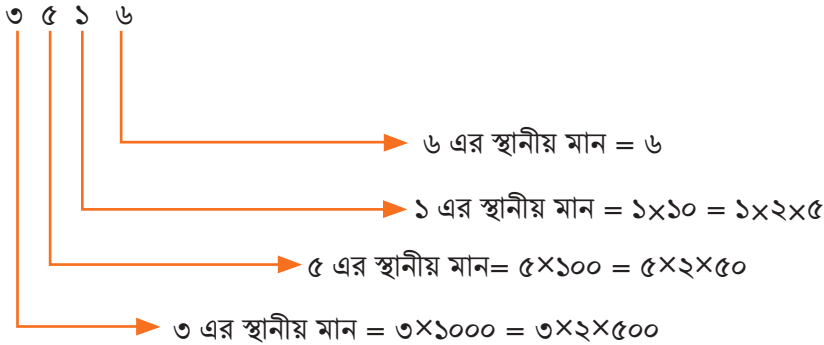 ৩ ৫ ১ ৬
৬ এর স্থানীয় মান = ৬
১ এর স্থানীয় মান = ১×১০ = ১×২×৫
৫ এর স্থানীয় মান= ৫×১০০ = ৫×২×৫০
৩ এর স্থানীয় মান = ৩×১০০০ = ৩×২×৫০০